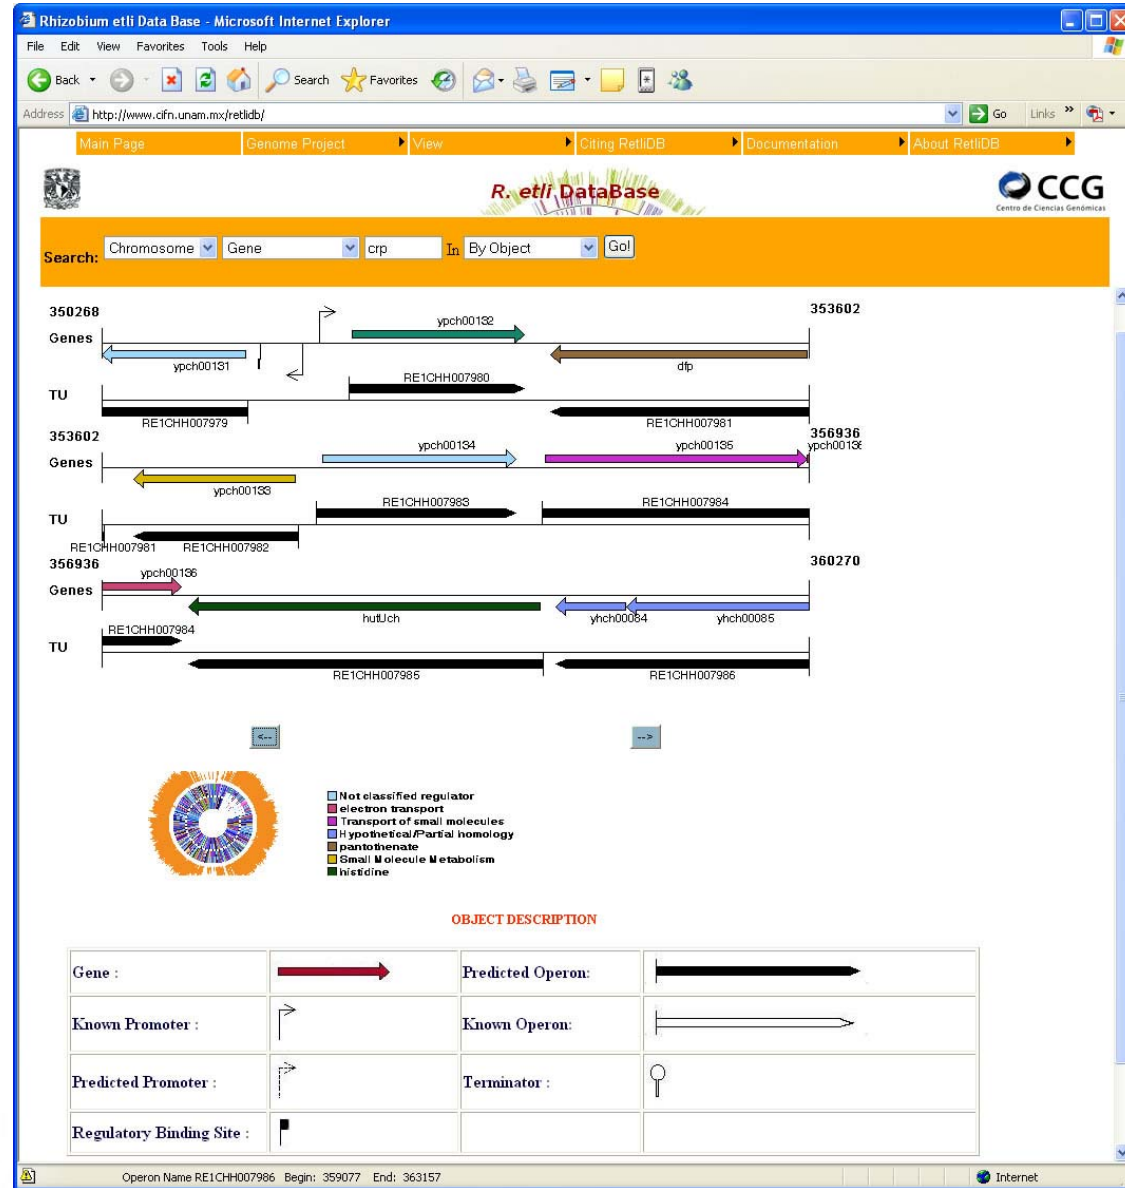 Rhizobium etli Data Base - Microsoft Internet Explorer
File Edit View Favorites Tools Help
Back Search Favorites
Address http://www.cifn.unam.mx/retlidb/ Go Links »
Main Page Genome Project View Citing RetliDB Documentation About RetliDB
R. etli DataBase
CCG
Centro de Ciencias Genómicas
Search: Chromosome Gene crp In By Object Go!
350268 353602
Genes ypch00132
ypch00131 dfp
TU RE1CHH007980
RE1CHH007979 RE1CHH007981
353602 356936
Genes ypch00134 ypch00135 ypch00136
ypch00133
TU RE1CHH007983 RE1CHH007984
RE1CHH007981 RE1CHH007982
356936 360270
Genes ypch00136
hutUch yhch00084 yhch00085
TU RE1CHH007984
RE1CHH007985 RE1CHH007986
<-- -->
Not classified regulator
electron transport
Transport of small molecules
Hypothetical/Partial homology
pantothenate
Small Molecule Metabolism
histidine
OBJECT DESCRIPTION
Gene : Predicted Operon:
Known Promoter : Known Operon:
Predicted Promoter : Terminator :
Regulatory Binding Site :
Operon Name RE1CHH007986 Begin: 359077 End: 363157 Internet